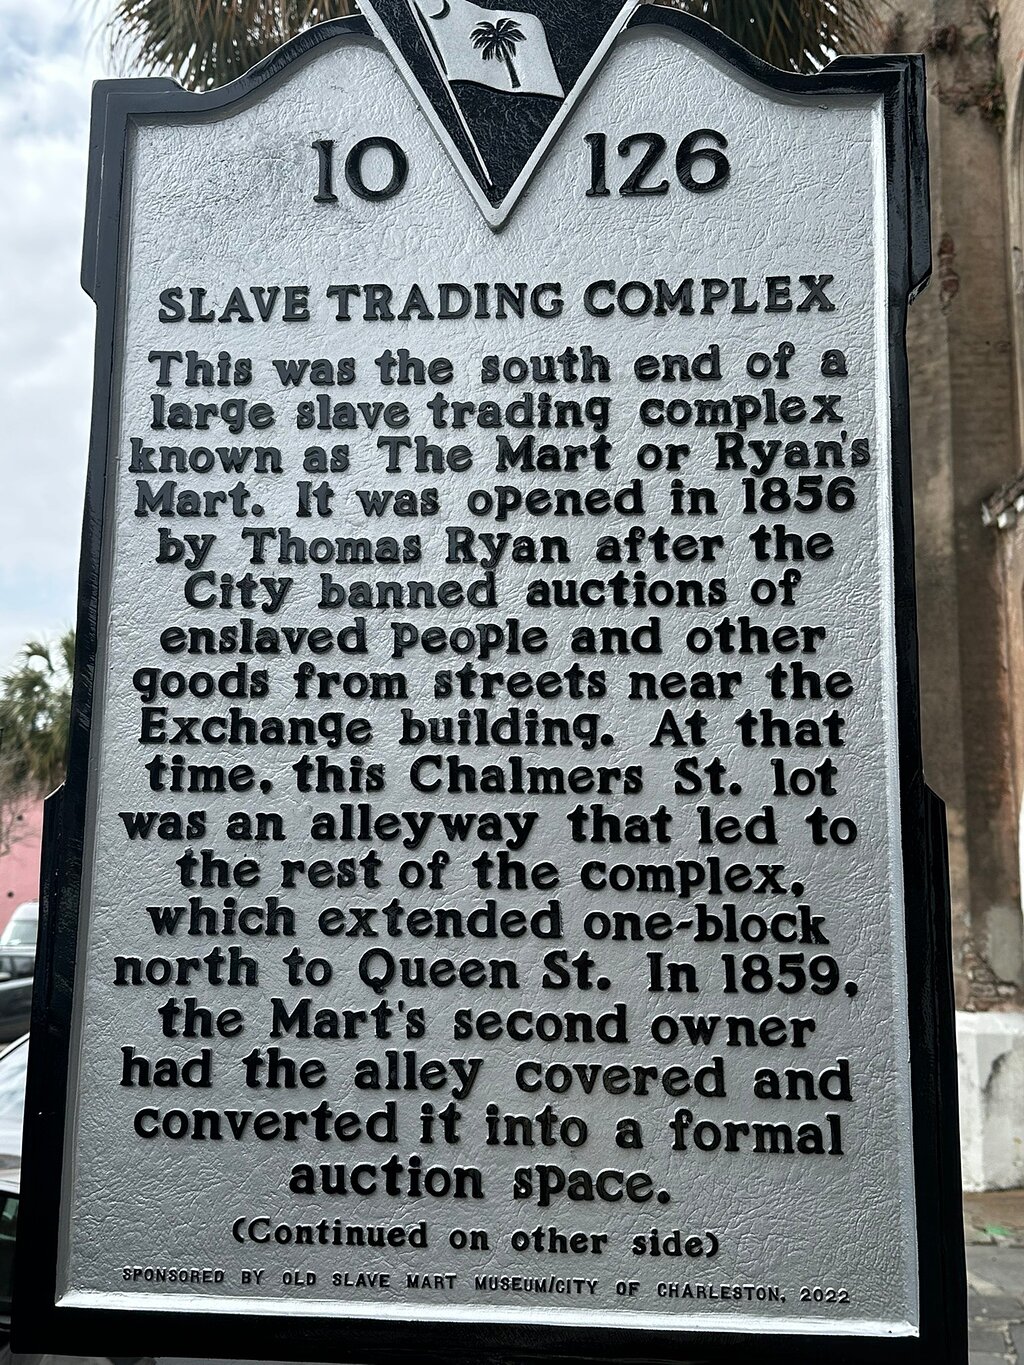 10 126
SLAVE TRADING COMPLEX
This was the south end of a
large slave trading complex
known as The Mart or Ryan's
Mart. It was opened in 1856
by Thomas Ryan after the
City banned auctions of
enslaved people and other
goods from streets near the
Exchange building. At that
time, this Chalmers St. lot
was an alleyway that led to
the rest of the complex,
which extended one-block
north to Queen St. In 1859,
the Mart's second owner
had the alley covered and
converted it into a formal
auction space.
(Continued on other side)
SPONSORED BY OLD SLAVE MART MUSEUM/CITY OF CHARLESTON, 2022